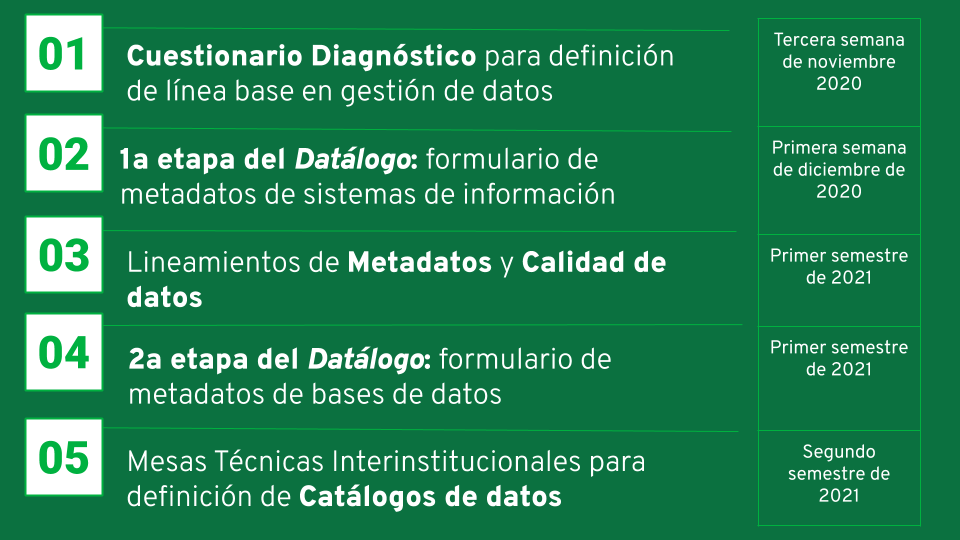 01
Cuestionario Diagnóstico para definición
de línea base en gestión de datos
Tercera semana
de noviembre
2020
02
1a etapa del Datálogo: formulario de
metadatos de sistemas de información
Primera semana
de diciembre de
2020
03
Lineamientos de Metadatos y Calidad de
datos
Primer semestre
de 2021
04
2a etapa del Datálogo: formulario de
metadatos de bases de datos
Primer semestre
de 2021
05
Mesas Técnicas Interinstitucionales para
definición de Catálogos de datos
Segundo
semestre de
2021